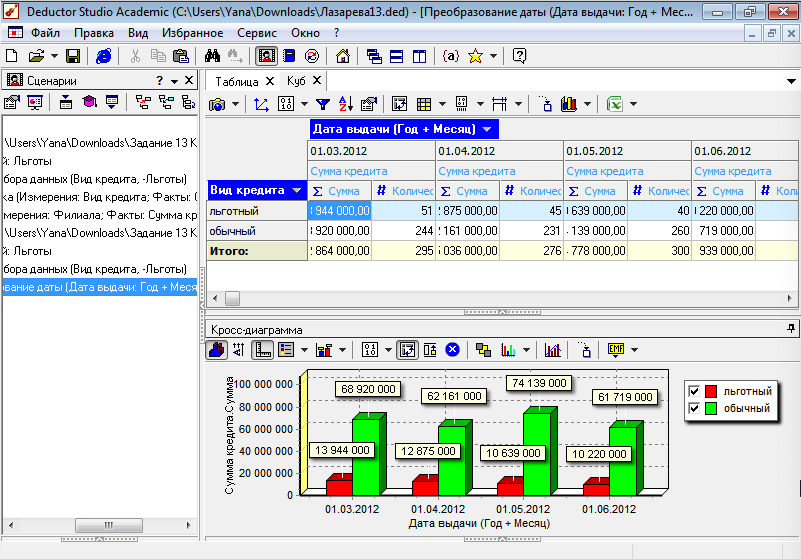 Deductor Studio Academic (C:\Users\Yana\Downloads\Лазарева13.ded) - [Преобразование даты (Дата выдачи: Год + Мес...
Файл Правка Вид Избранное Сервис Окно ?
Сценарии
Таблица Куб
\Users\Yana\Downloads\Задание 13 К
й: Льготы
бора данных (Вид кредита, -Льготы)
ка (Измерения: Вид кредита; Факты:
мерения: Филиала; Факты: Сумма кр
\Users\Yana\Downloads\Задание 13 К
й: Льготы
бора данных (Вид кредита, -Льготы)
ование даты (Дата выдачи: Год + Меся
Дата выдачи (Год + Месяц)
01.03.2012 01.04.2012 01.05.2012 01.06.2012
Сумма кредита Сумма кредита Сумма кредита Сумма кредита
Вид кредита Σ Сумма # Количес Σ Сумма # Количес Σ Сумма # Количес Σ Сумма # Колич
льготный 944 000,00 51 875 000,00 45 639 000,00 40 220 000,00
обычный 920 000,00 244 161 000,00 231 139 000,00 260 719 000,00
Итого: 864 000,00 295 036 000,00 276 778 000,00 300 939 000,00
Кросс-диаграмма
Сумма кредита.Сумма
100 000 000
80 000 000
60 000 000
40 000 000
20 000 000
0
68 920 000
62 161 000
74 139 000
61 719 000
13 944 000
12 875 000
10 639 000
10 220 000
01.03.2012 01.04.2012 01.05.2012 01.06.2012
Дата выдачи (Год + Месяц)
льготный
обычный